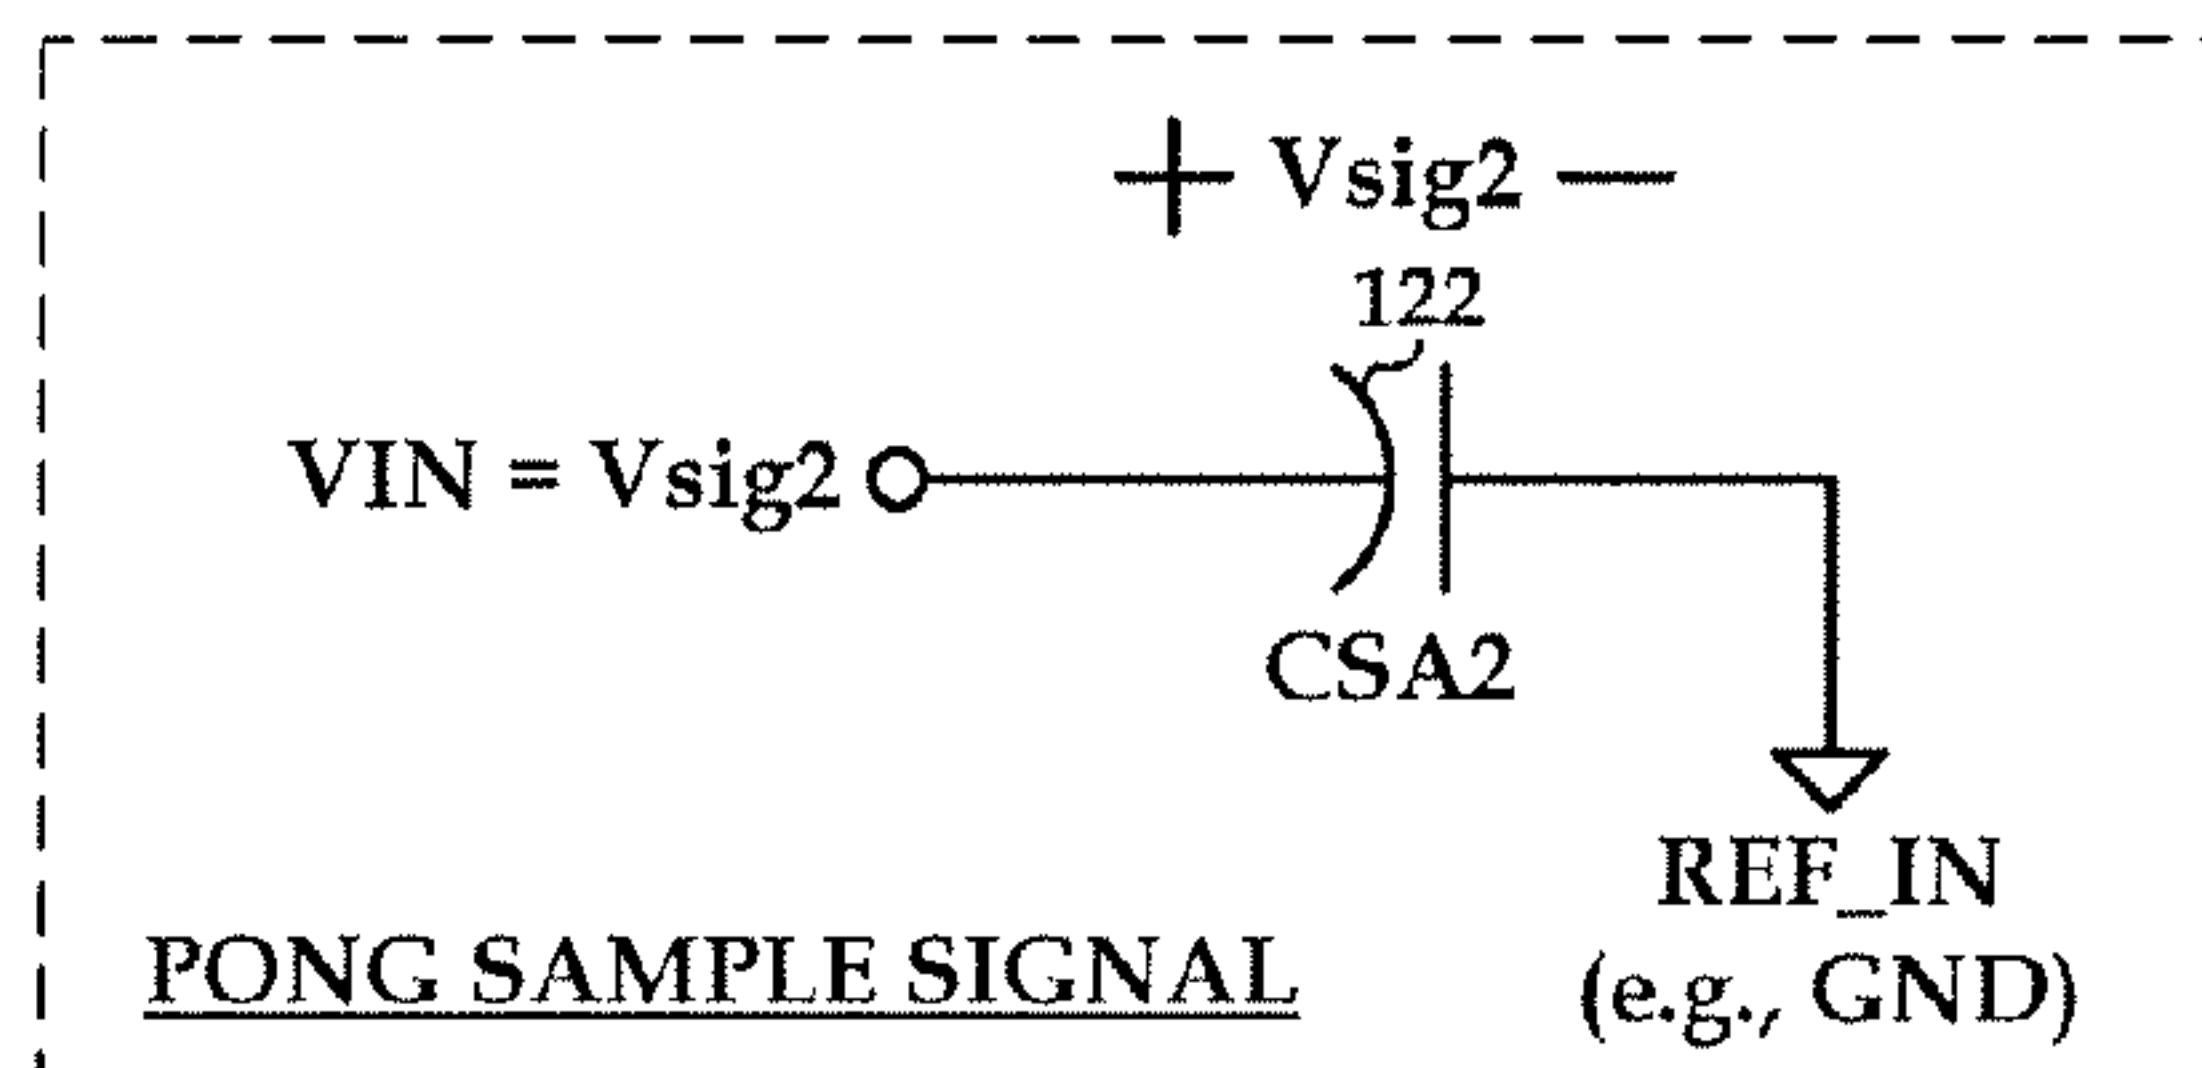 + Vsig2 —
122
VIN = Vsig2
CSA2
REF_IN
(e.g., GND)
PONG SAMPLE SIGNAL